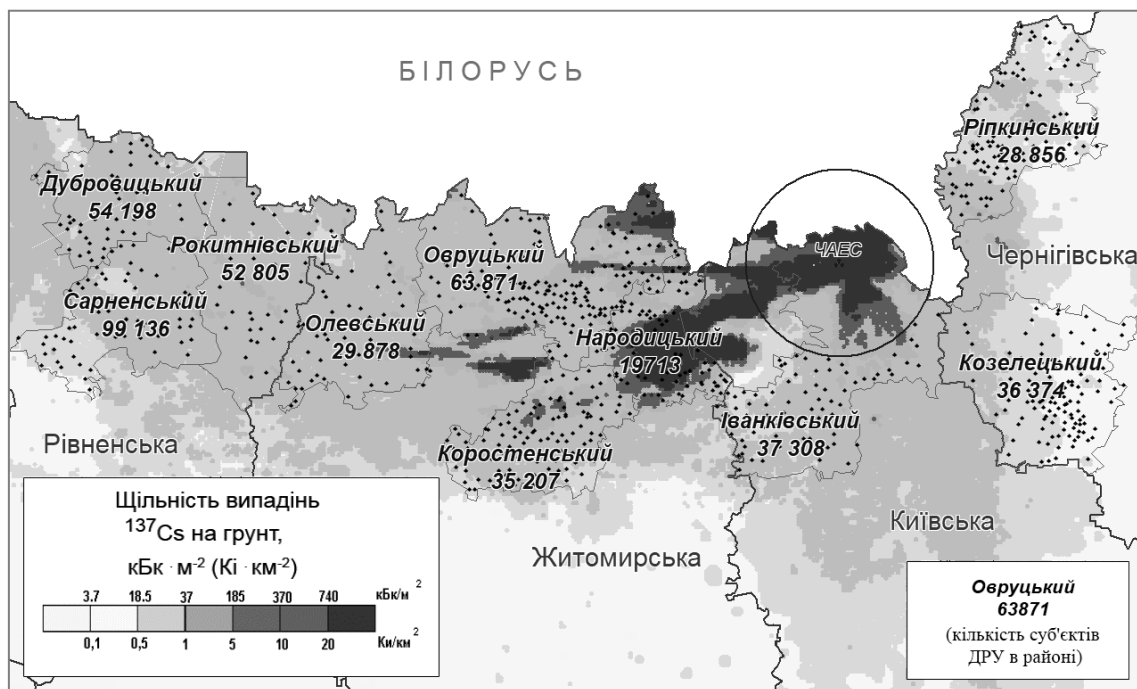 БІЛОРУСЬ
Ріпкинський
28 856
Дубровицький
54 198
Рокитнівський
52 805
Овруцький
63 871
ЧАЕС
Чернігівська
Сарненський
99 136
Олевський
29 878
Народицький
19713
Козелецький
36 374
Іванківський
37 308
Рівненська
Коростенський
35 207
Київська
Житомирська
Щільність випадінь
¹³⁷Cs на грунт,
кБк · м⁻² (Кі · км⁻²)
3.7 18.5 37 185 370 740 кБк/м²
0,1 0,5 1 5 10 20 Ки/км²
Овруцький
63871
(кількість суб'єктів
ДРУ в районі)